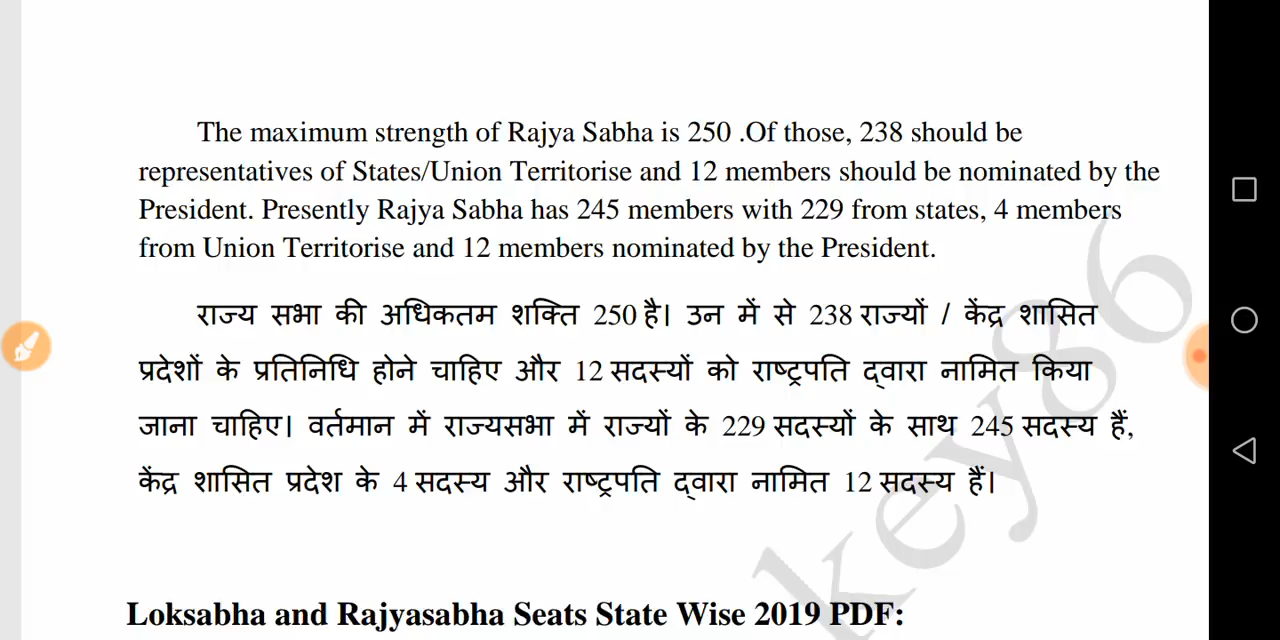 The maximum strength of Rajya Sabha is 250 .Of those, 238 should be
representatives of States/Union Territorise and 12 members should be nominated by the
President. Presently Rajya Sabha has 245 members with 229 from states, 4 members
from Union Territorise and 12 members nominated by the President.
राज्य सभा की अधिकतम शक्ति 250 है। उन में से 238 राज्यों / केंद्र शासित
प्रदेशों के प्रतिनिधि होने चाहिए और 12 सदस्यों को राष्ट्रपति द्वारा नामित किया
जाना चाहिए। वर्तमान में राज्यसभा में राज्यों के 229 सदस्यों के साथ 245 सदस्य हैं,
केंद्र शासित प्रदेश के 4 सदस्य और राष्ट्रपति द्वारा नामित 12 सदस्य हैं।
key86
Loksabha and Rajyasabha Seats State Wise 2019 PDF: